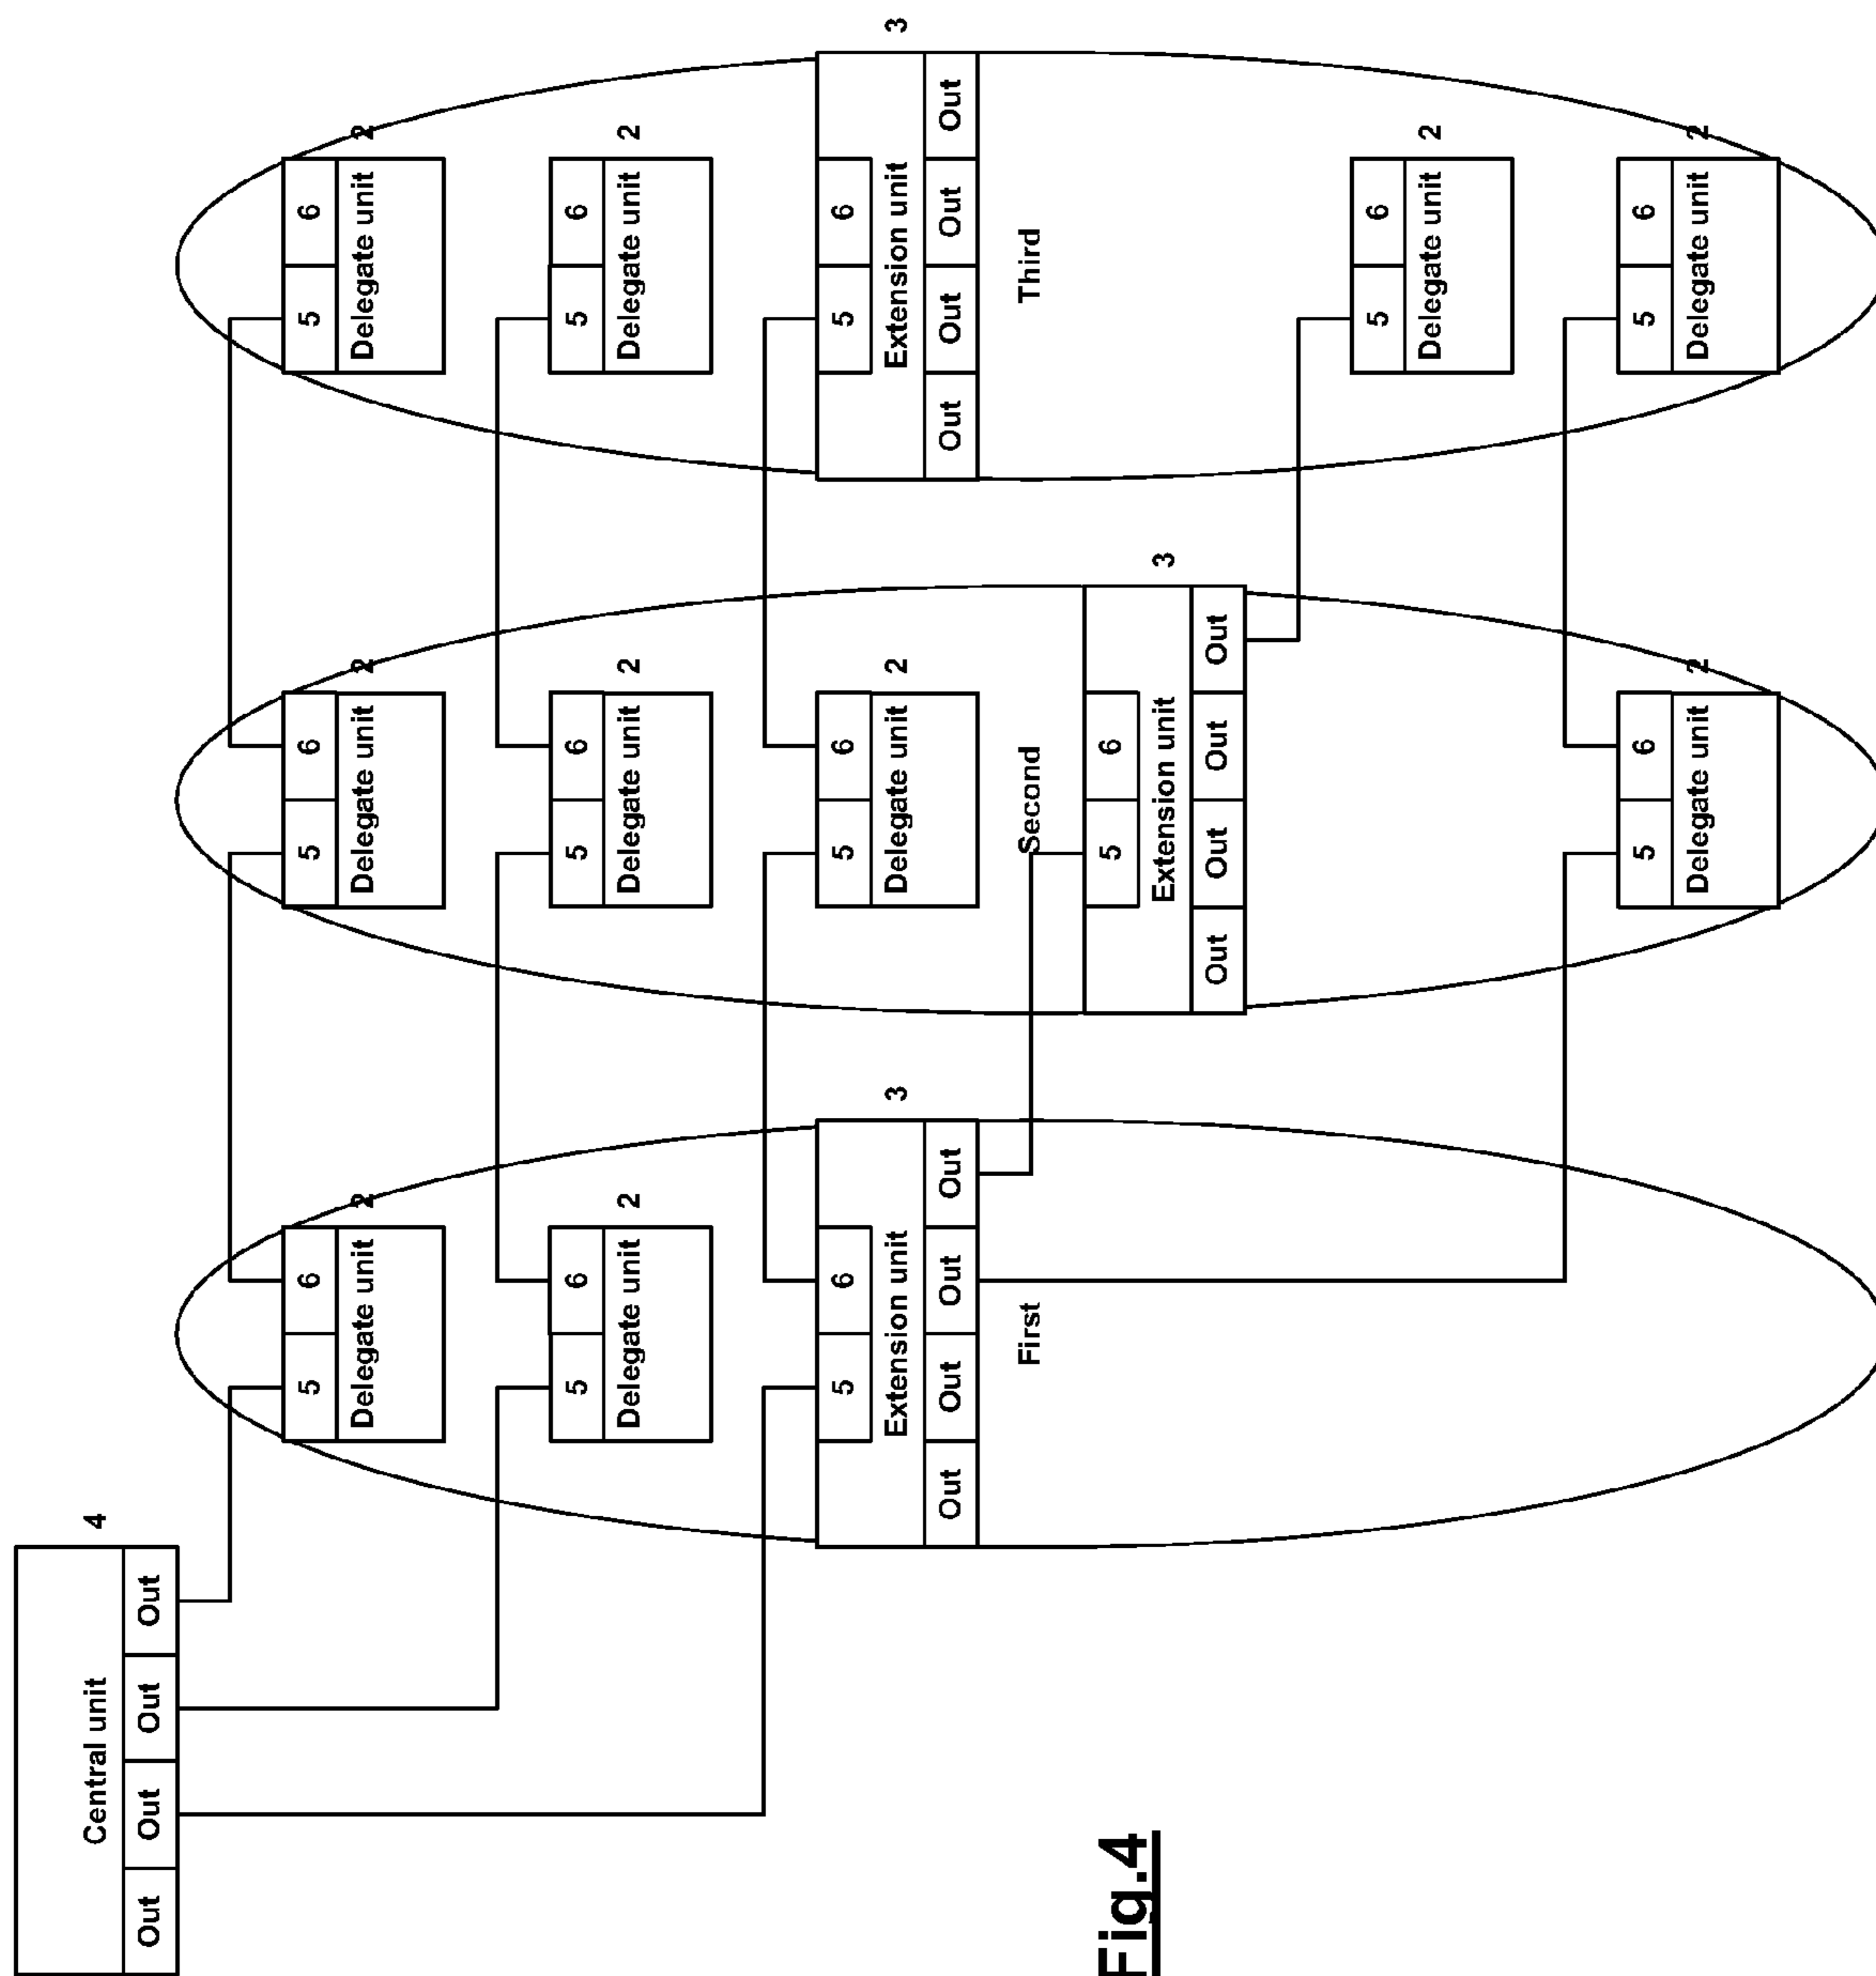 Central unit 4
Out Out Out Out
5 6 5 6 5 6
Delegate unit 2 Delegate unit 2 Delegate unit 2
5 6 5 6 5 6
Delegate unit 2 Delegate unit 2 Delegate unit 2
5 6 5 6 5 6
Extension unit 3 Delegate unit 2 Extension unit 3
Out Out Out Out Out Out Out Out
First Second Third
5 6
Extension unit 3
Out Out Out Out
5 6
Delegate unit 2
5 6 5 6
Delegate unit 2 Delegate unit 2
Fig.4